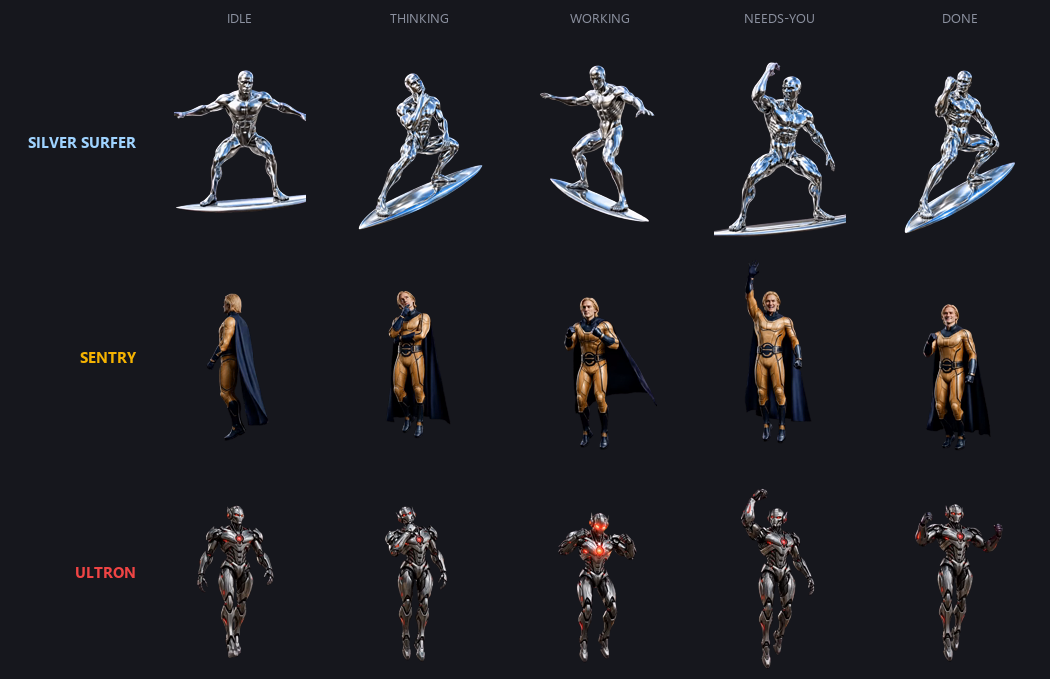 IDLE THINKING WORKING NEEDS-YOU DONE
SILVER SURFER
SENTRY
ULTRON